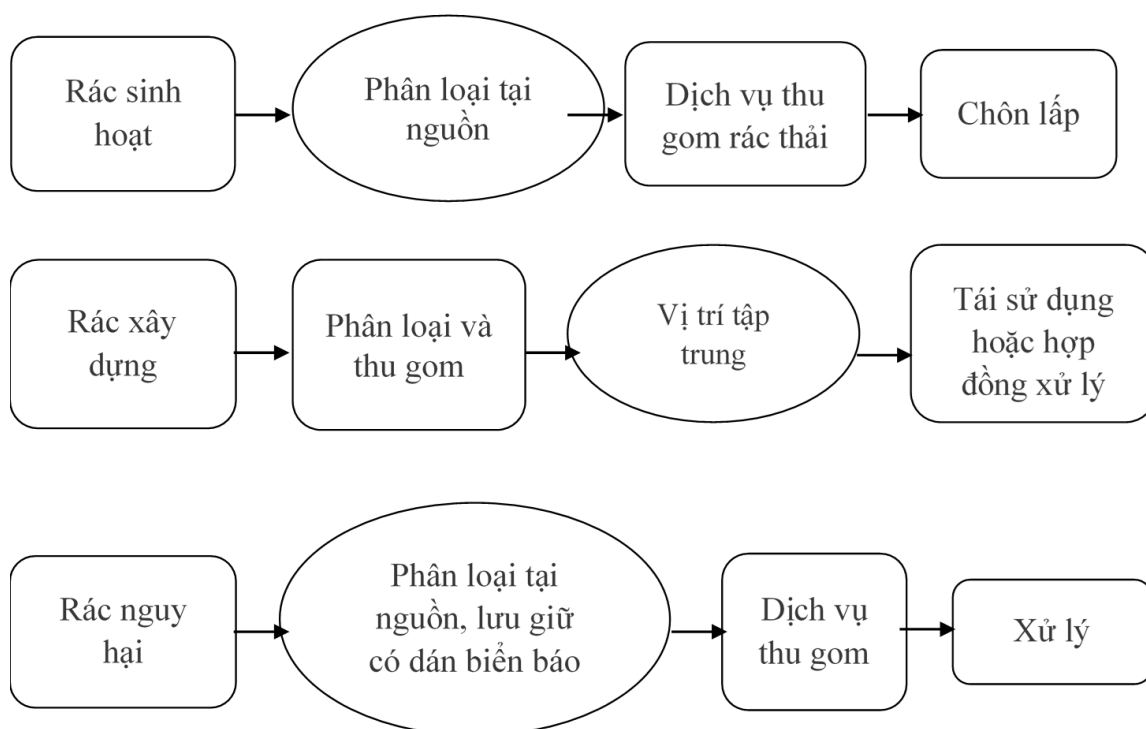 Rác sinh
hoạt
Phân loại tại
nguồn
Dịch vụ thu
gom rác thải
Chôn lấp
Rác xây
dựng
Phân loại và
thu gom
Vị trí tập
trung
Tái sử dụng
hoặc hợp
đồng xử lý
Rác nguy
hại
Phân loại tại
nguồn, lưu giữ
có dán biển báo
Dịch vụ
thu gom
Xử lý